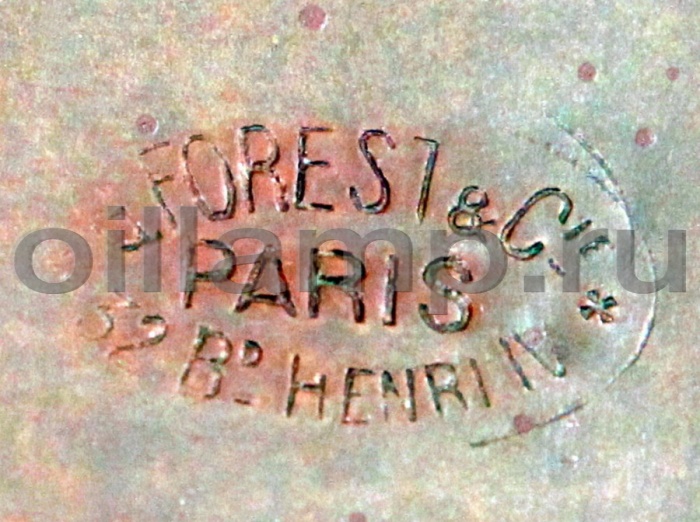 FOREST & Cie
PARIS
Bd HENRI IV
oillamp.ru